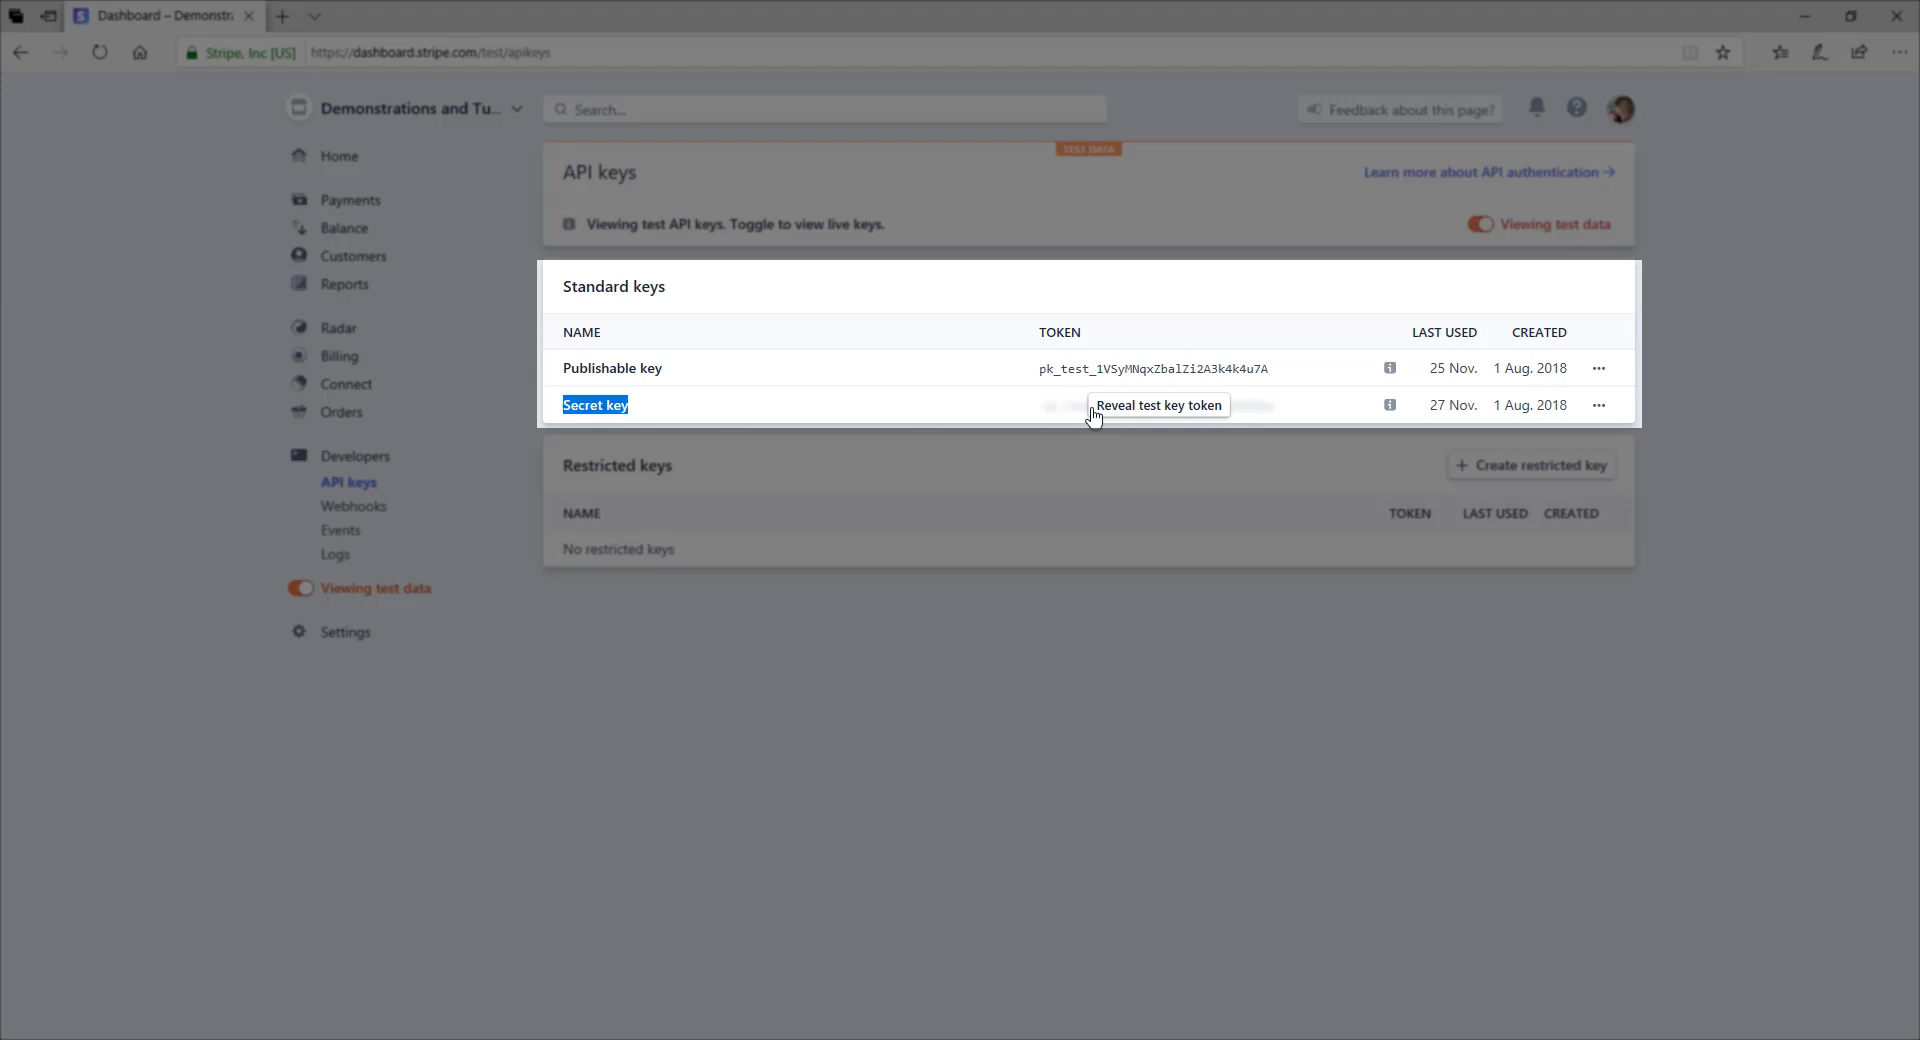 Dashboard – Demonstra
Stripe, Inc [US]
https://dashboard.stripe.com/test/apikeys
Demonstrations and Tu...
Search...
Feedback about this page?
Home
Payments
Balance
Customers
Reports
Radar
Billing
Connect
Orders
Developers
API keys
Webhooks
Events
Logs
Viewing test data
Settings
TEST DATA
API keys
Learn more about API authentication
Viewing test API keys. Toggle to view live keys.
Viewing test data
Standard keys
NAME TOKEN LAST USED CREATED
Publishable key pk_test_1VSyMNqxZbalZi2A3k4k4u7A 25 Nov. 1 Aug. 2018
Secret key Reveal test key token 27 Nov. 1 Aug. 2018
Restricted keys
+ Create restricted key
NAME TOKEN LAST USED CREATED
No restricted keys